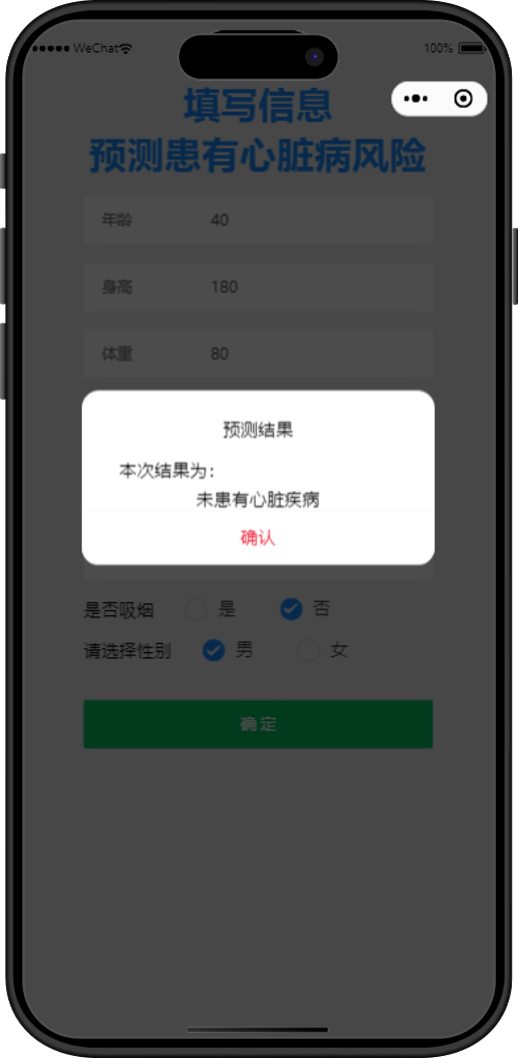 WeChat 100%
填写信息
预测患有心脏病风险
年龄 40
身高 180
体重 80
预测结果
本次结果为：
未患有心脏疾病
确认
是否吸烟 是 否
请选择性别 男 女
确定